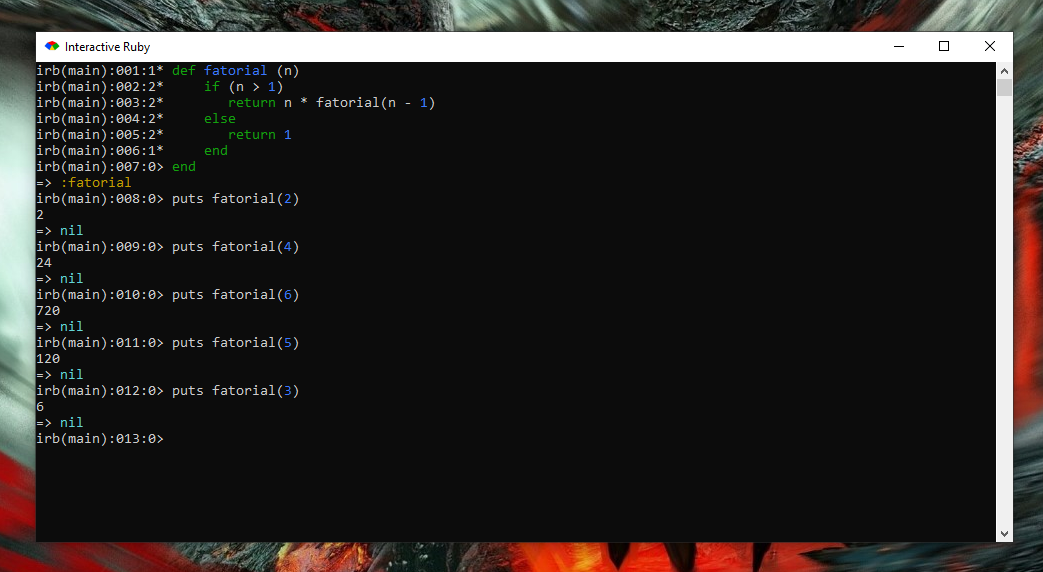 Interactive Ruby
irb(main):001:1* def fatorial (n)
irb(main):002:2*     if (n > 1)
irb(main):003:2*        return n * fatorial(n - 1)
irb(main):004:2*     else
irb(main):005:2*        return 1
irb(main):006:1*     end
irb(main):007:0> end
=> :fatorial
irb(main):008:0> puts fatorial(2)
2
=> nil
irb(main):009:0> puts fatorial(4)
24
=> nil
irb(main):010:0> puts fatorial(6)
720
=> nil
irb(main):011:0> puts fatorial(5)
120
=> nil
irb(main):012:0> puts fatorial(3)
6
=> nil
irb(main):013:0>